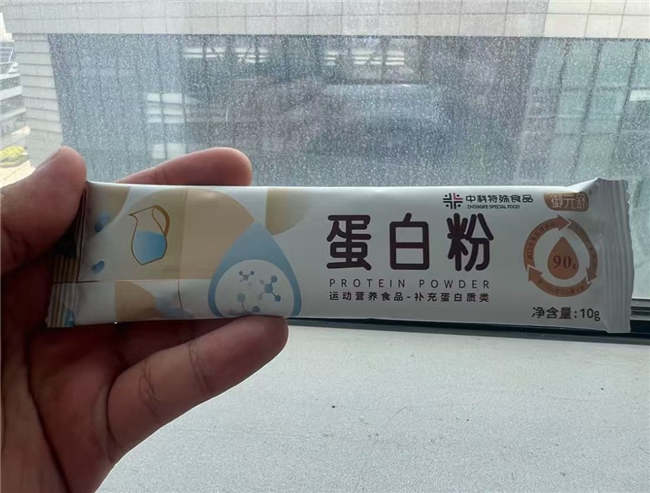 中科特殊食品
ZHONGKE SPECIAL FOOD
蛋白粉
PROTEIN POWDER
运动营养食品-补充蛋白质类
90g
净含量:10g